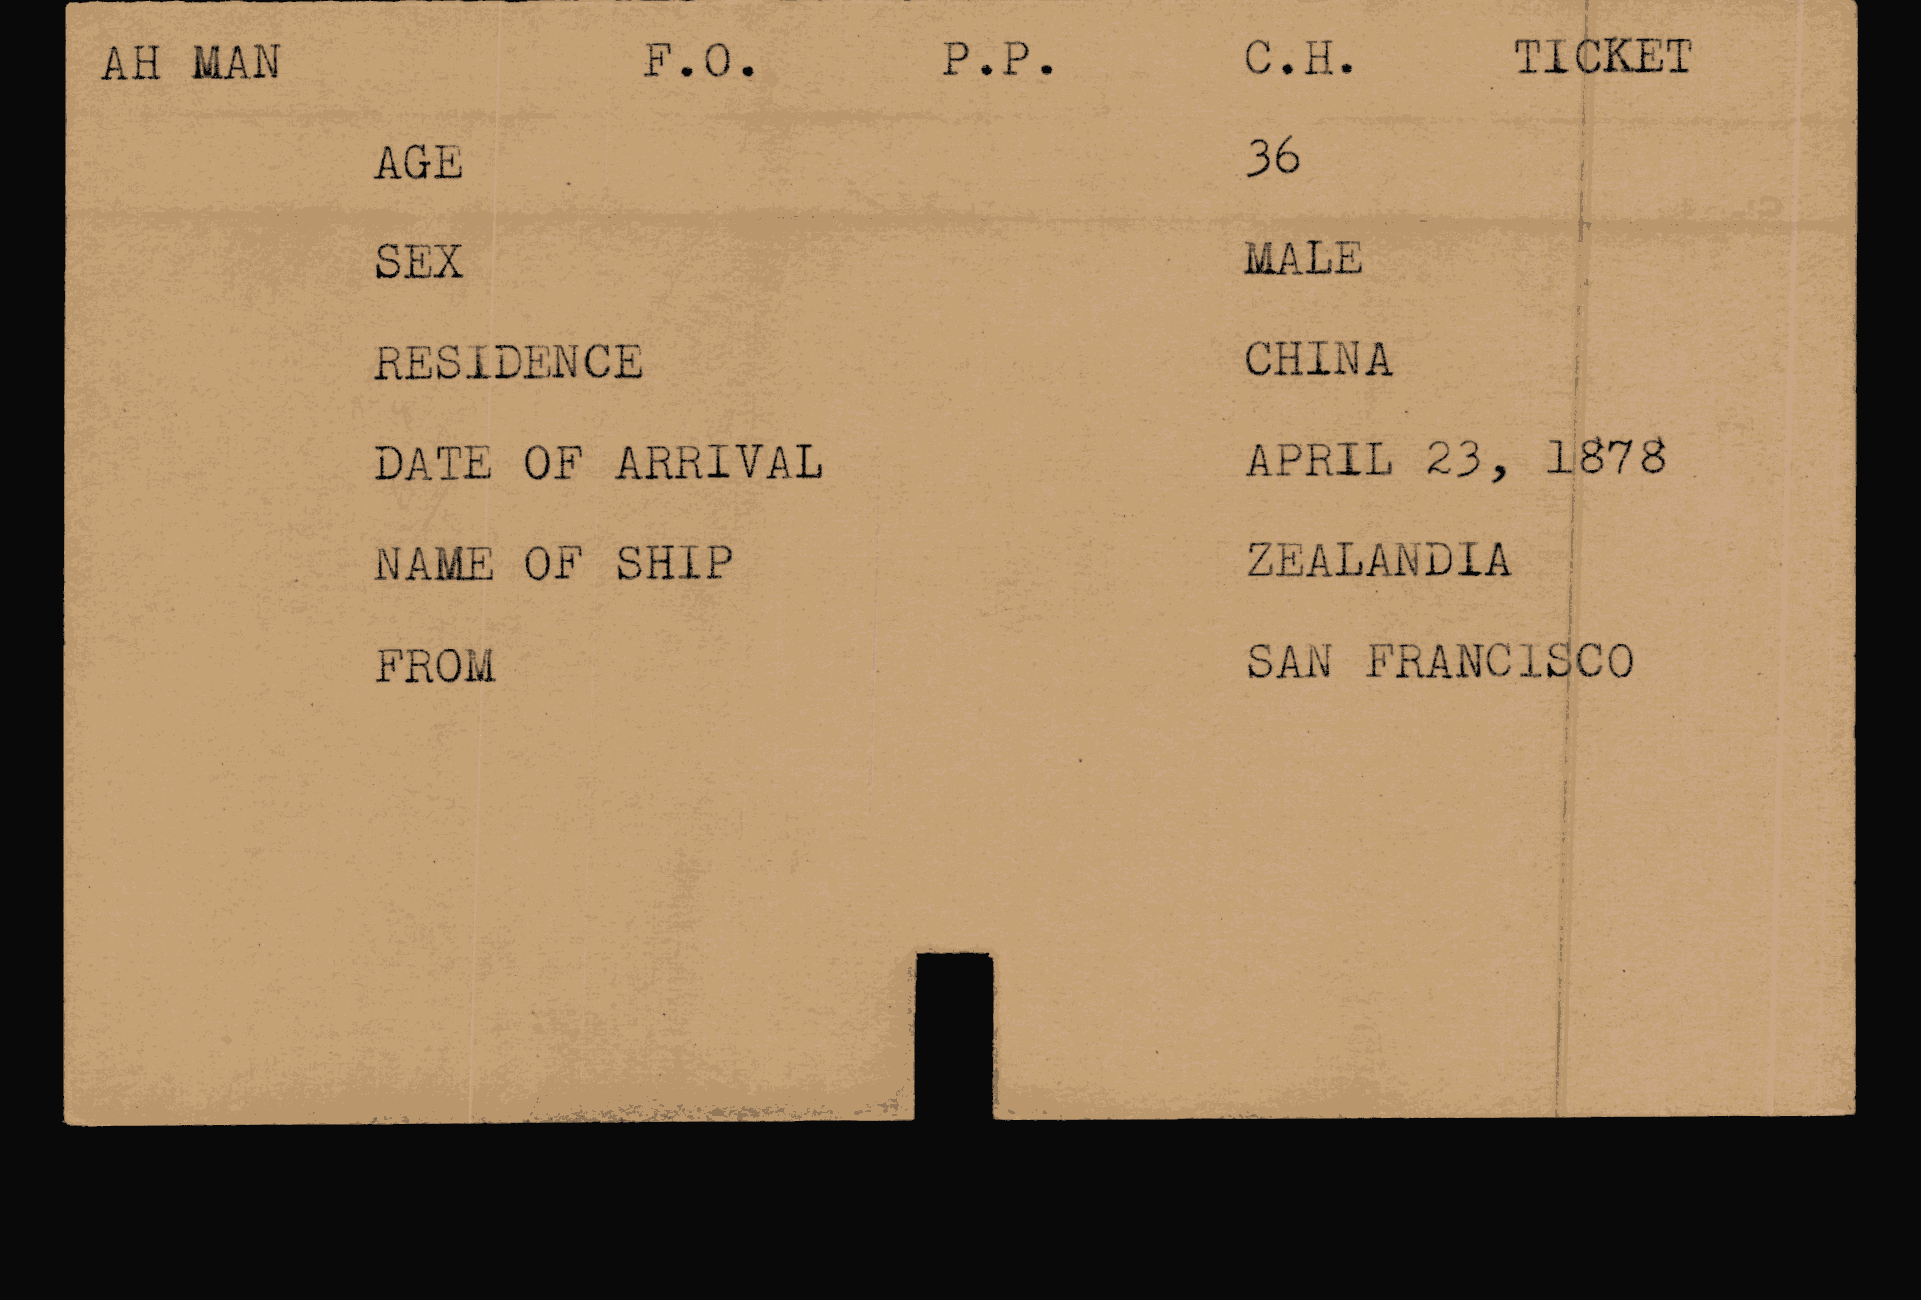 AH MAN F.O. P.P. C.H. TICKET
AGE 36
SEX MALE
RESIDENCE CHINA
DATE OF ARRIVAL APRIL 23, 1878
NAME OF SHIP ZEALANDIA
FROM SAN FRANCISCO